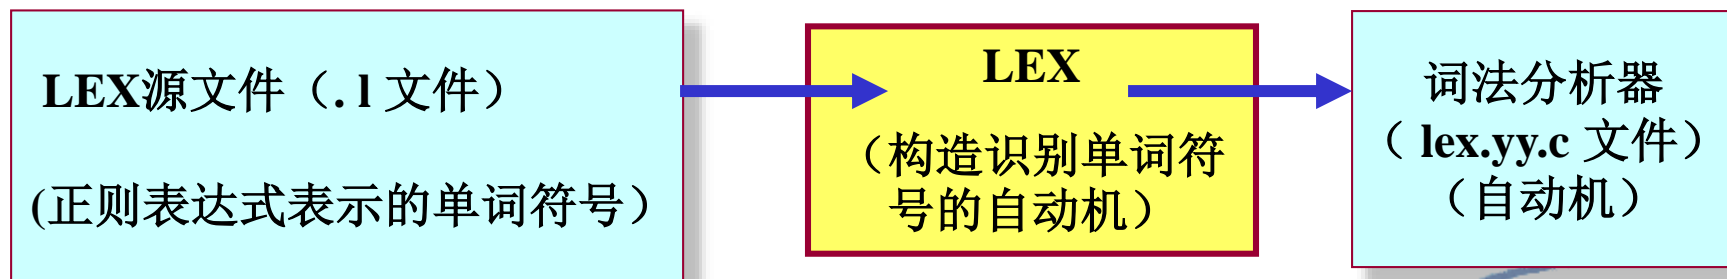 LEX源文件（. l 文件）
(正则表达式表示的单词符号）
LEX
（构造识别单词符
号的自动机）
词法分析器
（ lex.yy.c 文件）
（自动机）